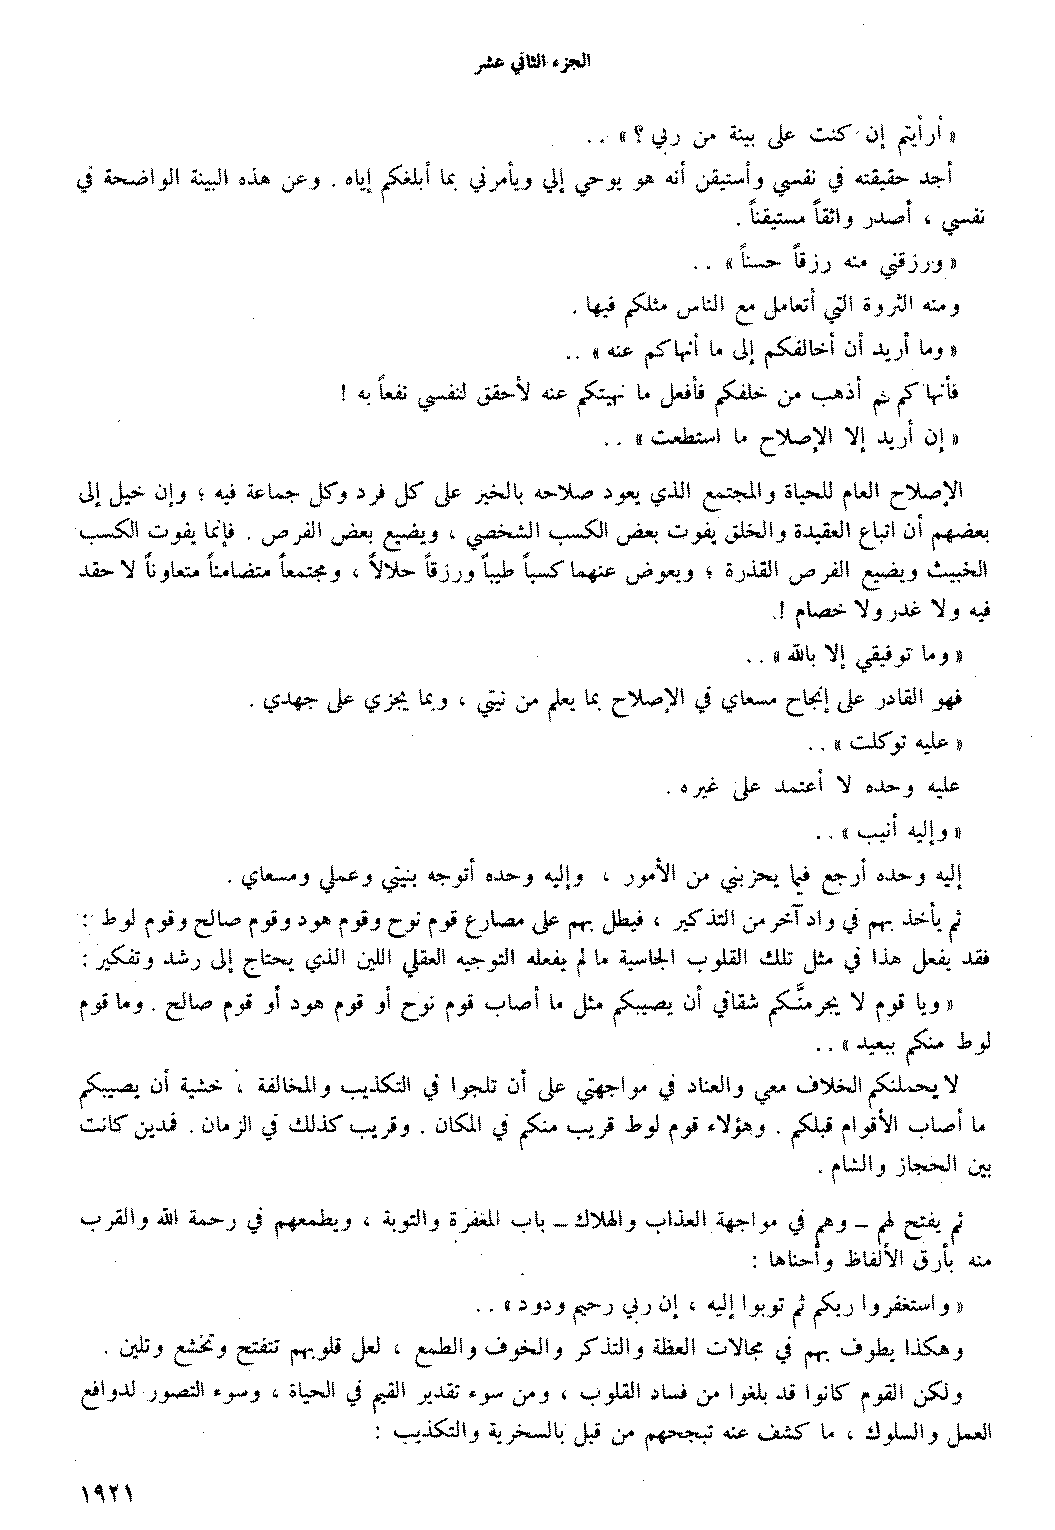 الجزء الثاني عشر
« أرأيتم إن كنت على بينة من ربي ؟ » . .
أجد حقيقته في نفسي وأستيقن أنه هو يوحي إلي ويأمرني بما أبلغكم إياه . وعن هذه البينة الواضحة في
نفسي ، أصدر واثقاً مستيقناً .
« ورزقني منه رزقاً حسناً » . .
ومنه الثروة التي أتعامل مع الناس مثلكم فيها .
« وما أريد أن أخالفكم إلى ما أنهاكم عنه » . .
فأنهاكم ثم أذهب من خلفكم فأفعل ما نهيتكم عنه لأحقق لنفسي نفعاً به !
« إن أريد إلا الإصلاح ما استطعت » . .
الإصلاح العام للحياة والمجتمع الذي يعود صلاحه بالخير على كل فرد وكل جماعة فيه ؛ وإن خيل إلى
بعضهم أن اتباع العقيدة والخلق يفوت بعض الكسب الشخصي ، ويضيع بعض الفرص . فإنما يفوت الكسب
الخبيث ويضيع الفرص القذرة ؛ ويعوض عنهما كسباً طيباً ورزقاً حلالاً ، ومجتمعاً متضامناً متعاوناً لا حقد
فيه ولا غدر ولا خصام !
« وما توفيقي إلا بالله » . .
فهو القادر على إنجاح مسعاي في الإصلاح بما يعلم من نيتي ، وبما يجزي على جهدي .
« عليه توكلت » . .
عليه وحده لا أعتمد على غيره .
« وإليه أنيب » . .
إليه وحده أرجع فيما يحزبني من الأمور ، وإليه وحده أتوجه بنيتي وعملي ومسعاي .
ثم يأخذ بهم في واد آخر من التذكير ، فيطل بهم على مصارع قوم نوح وقوم هود وقوم صالح وقوم لوط :
فقد يفعل هذا في مثل تلك القلوب الجاسية ما لم يفعله التوجيه العقلي اللين الذي يحتاج إلى رشد وتفكير :
« ويا قوم لا يجرمنَّكم شقاقي أن يصيبكم مثل ما أصاب قوم نوح أو قوم هود أو قوم صالح . وما قوم
لوط منكم ببعيد » . .
لا يحملنكم الخلاف معي والعناد في مواجهتي على أن تلجوا في التكذيب والمخالفة ، خشية أن يصيبكم
ما أصاب الأقوام قبلكم . وهؤلاء قوم لوط قريب منكم في المكان . وقريب كذلك في الزمان . فمدين كانت
بين الحجاز والشام .
ثم يفتح لهم – وهم في مواجهة العذاب والهلاك – باب المغفرة والتوبة ، ويطمعهم في رحمة الله والقرب
منه بأرق الألفاظ وأحناها :
« واستغفروا ربكم ثم توبوا إليه ، إن ربي رحيم ودود » . .
وهكذا يطوف بهم في مجالات العظة والتذكر والخوف والطمع ، لعل قلوبهم تتفتح وتخشع وتلين .
ولكن القوم كانوا قد بلغوا من فساد القلوب ، ومن سوء تقدير القيم في الحياة ، وسوء التصور لدوافع
العمل والسلوك ، ما كشف عنه تبجحهم من قبل بالسخرية والتكذيب :
١٩٢١